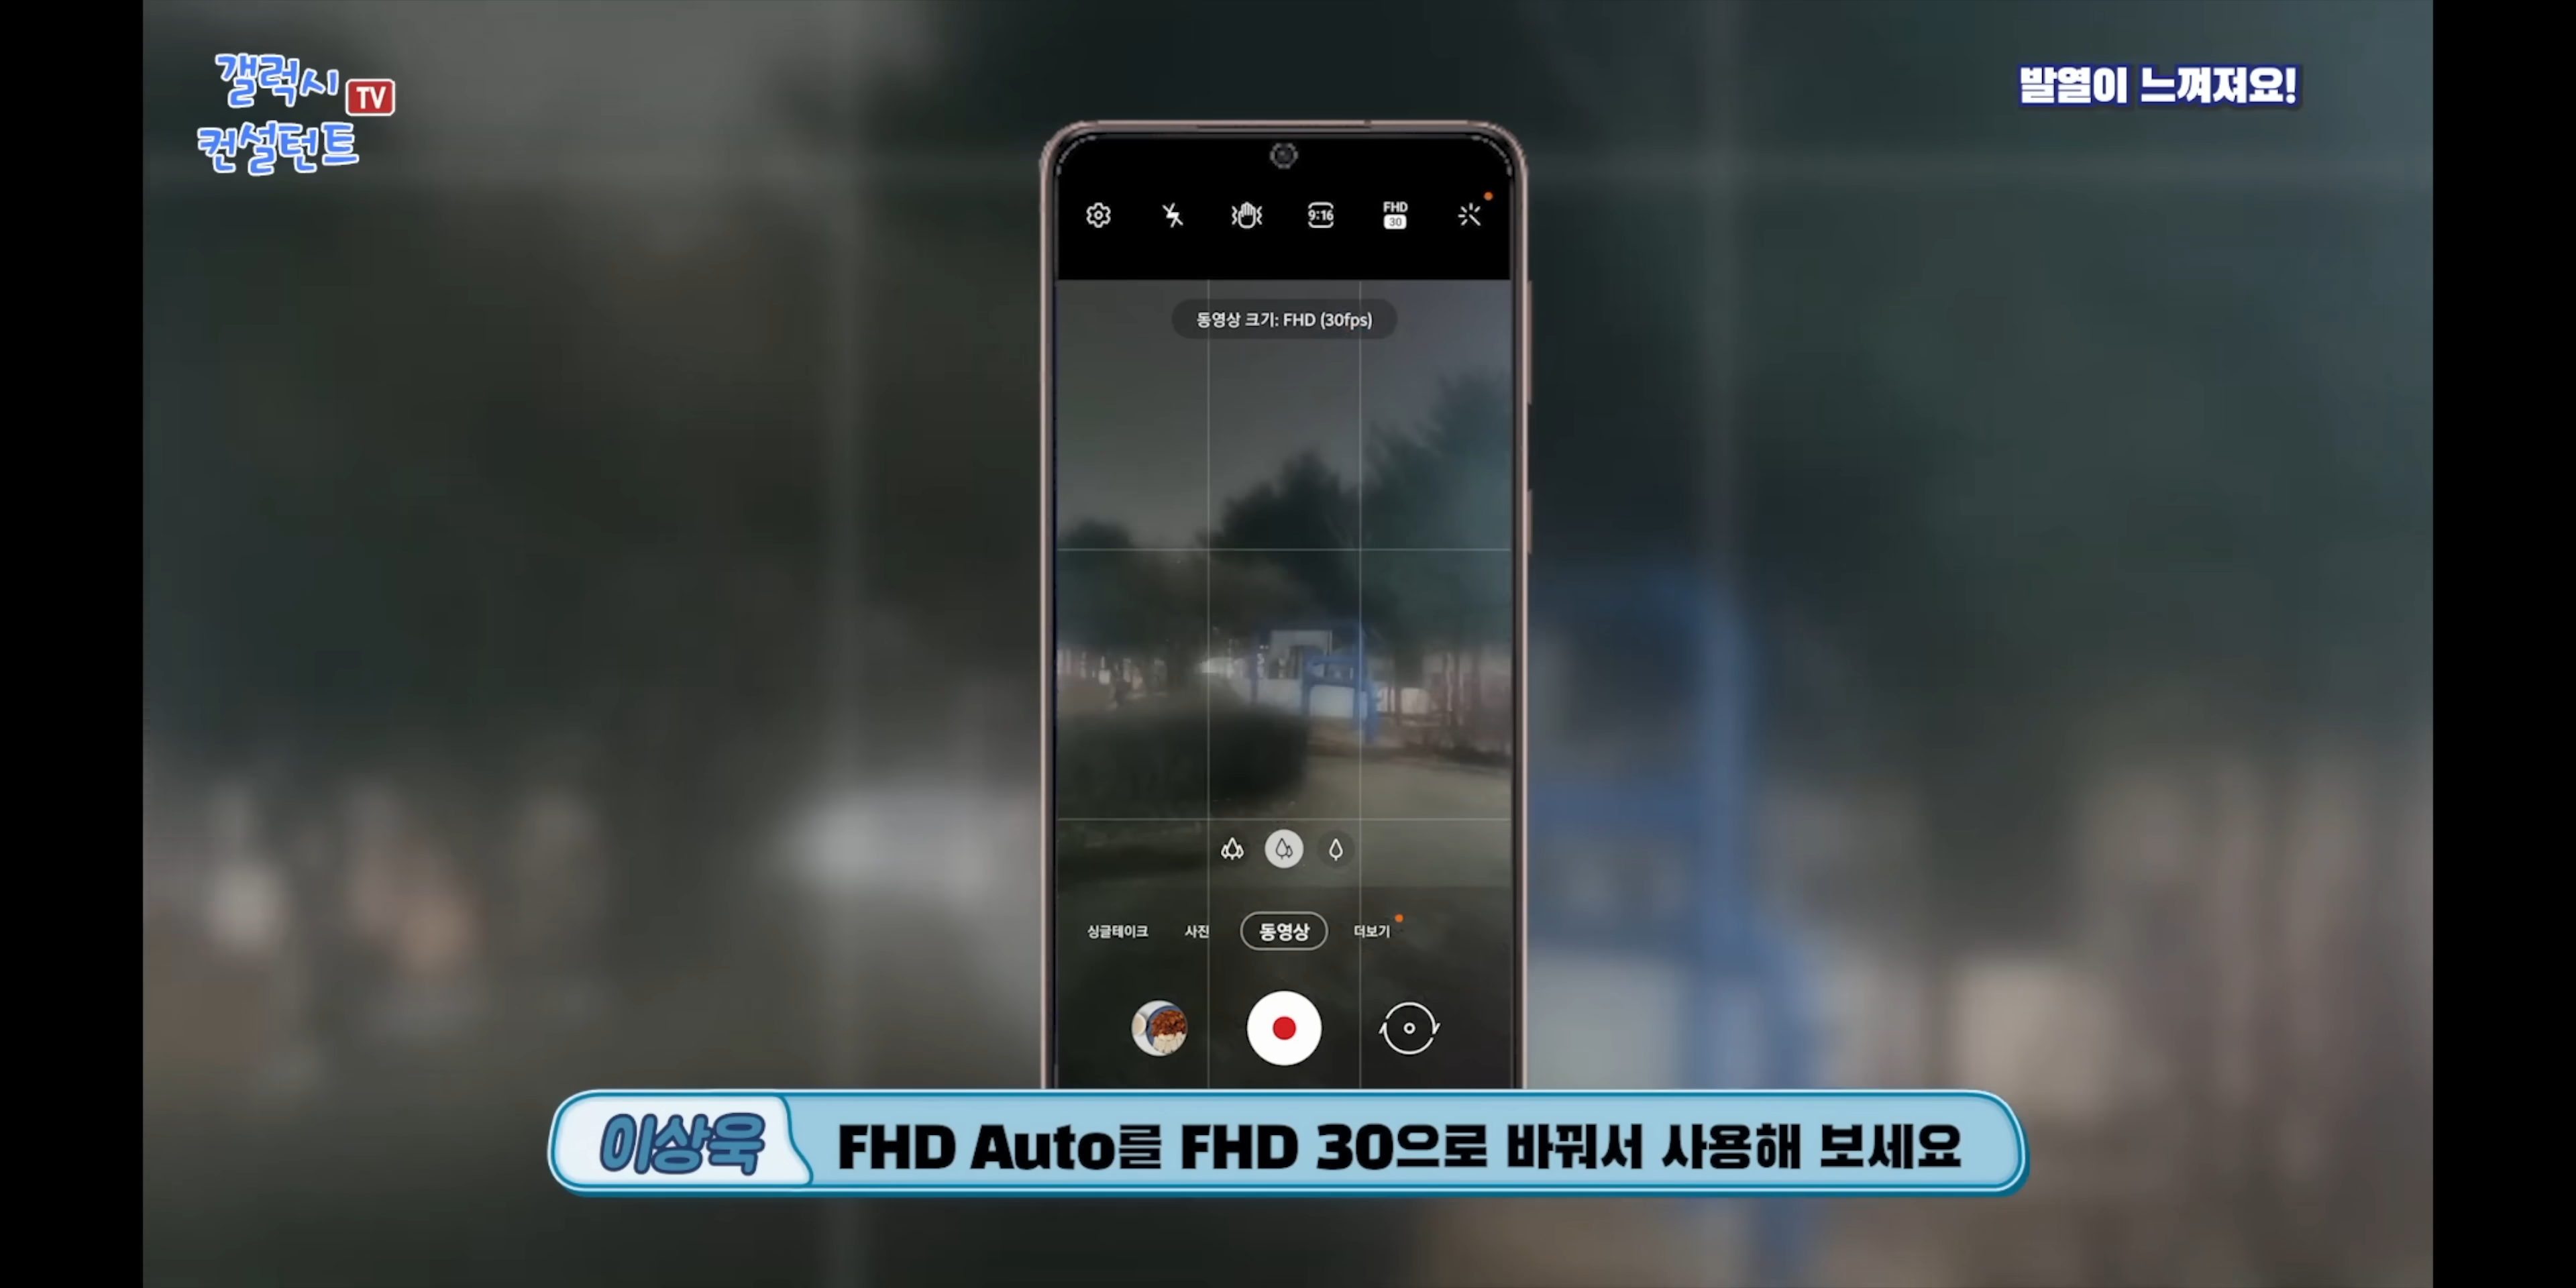 갤럭시
TV
컨설턴트
발열이 느껴져요!
9:16
FHD
30
동영상 크기: FHD (30fps)
싱글테이크 사진 동영상 더보기
이상욱 FHD Auto를 FHD 30으로 바꿔서 사용해 보세요